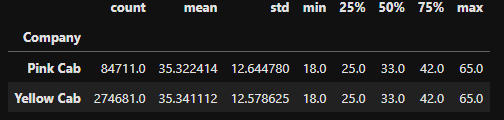 count mean std min 25% 50% 75% max
Company
Pink Cab 84711.0 35.322414 12.644780 18.0 25.0 33.0 42.0 65.0
Yellow Cab 274681.0 35.341112 12.578625 18.0 25.0 33.0 42.0 65.0